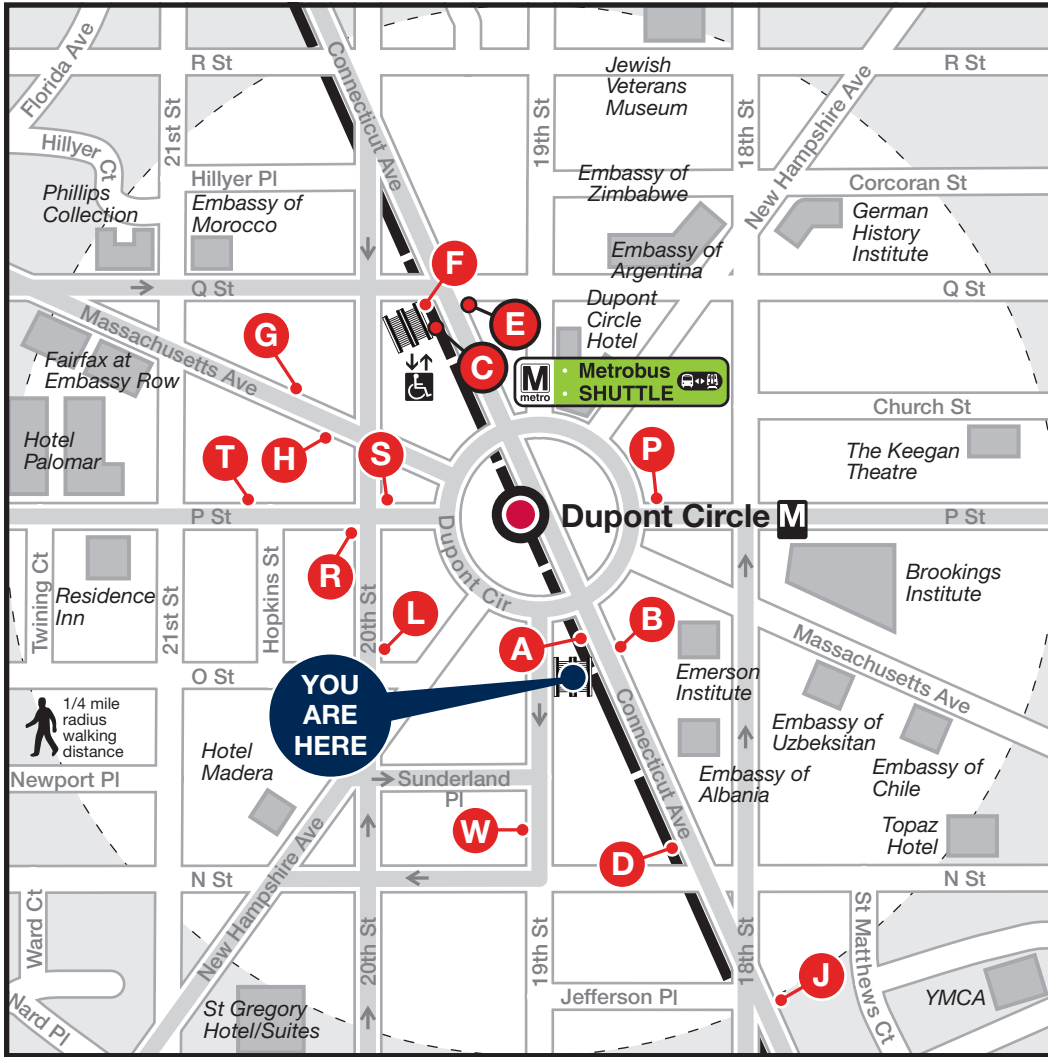 Florida Ave
R St
21st St
Connecticut Ave
19th St
Jewish
Veterans
Museum
18th St
New Hampshire Ave
R St
Hillyer Ct
Hillyer Pl
Phillips
Collection
Embassy of
Morocco
Embassy of
Zimbabwe
Corcoran St
German
History
Institute
Embassy of
Argentina
F
Q St
Q St
Massachusetts Ave
E
Dupont
Circle
Hotel
G
C
Fairfax at
Embassy Row
M
metro
· Metrobus
· SHUTTLE
Church St
Hotel
Palomar
The Keegan
Theatre
T
H
S
P
P St
Dupont Circle M
P St
Dupont Cir
Twining Ct
Residence
Inn
21st St
Hopkins St
R
20th St
L
Brookings
Institute
A
B
Emerson
Institute
Massachusetts Ave
O St
YOU
ARE
HERE
1/4 mile
radius
walking
distance
Hotel
Madera
Connecticut Ave
Embassy of
Uzbeksitan
Embassy of
Albania
Embassy of
Chile
Newport Pl
Sunderland
Pl
W
D
Topaz
Hotel
N St
N St
Ward Ct
New Hampshire Ave
20th St
19th St
18th St
St Matthews Ct
J
Jefferson Pl
YMCA
Ward Pl
St Gregory
Hotel/Suites